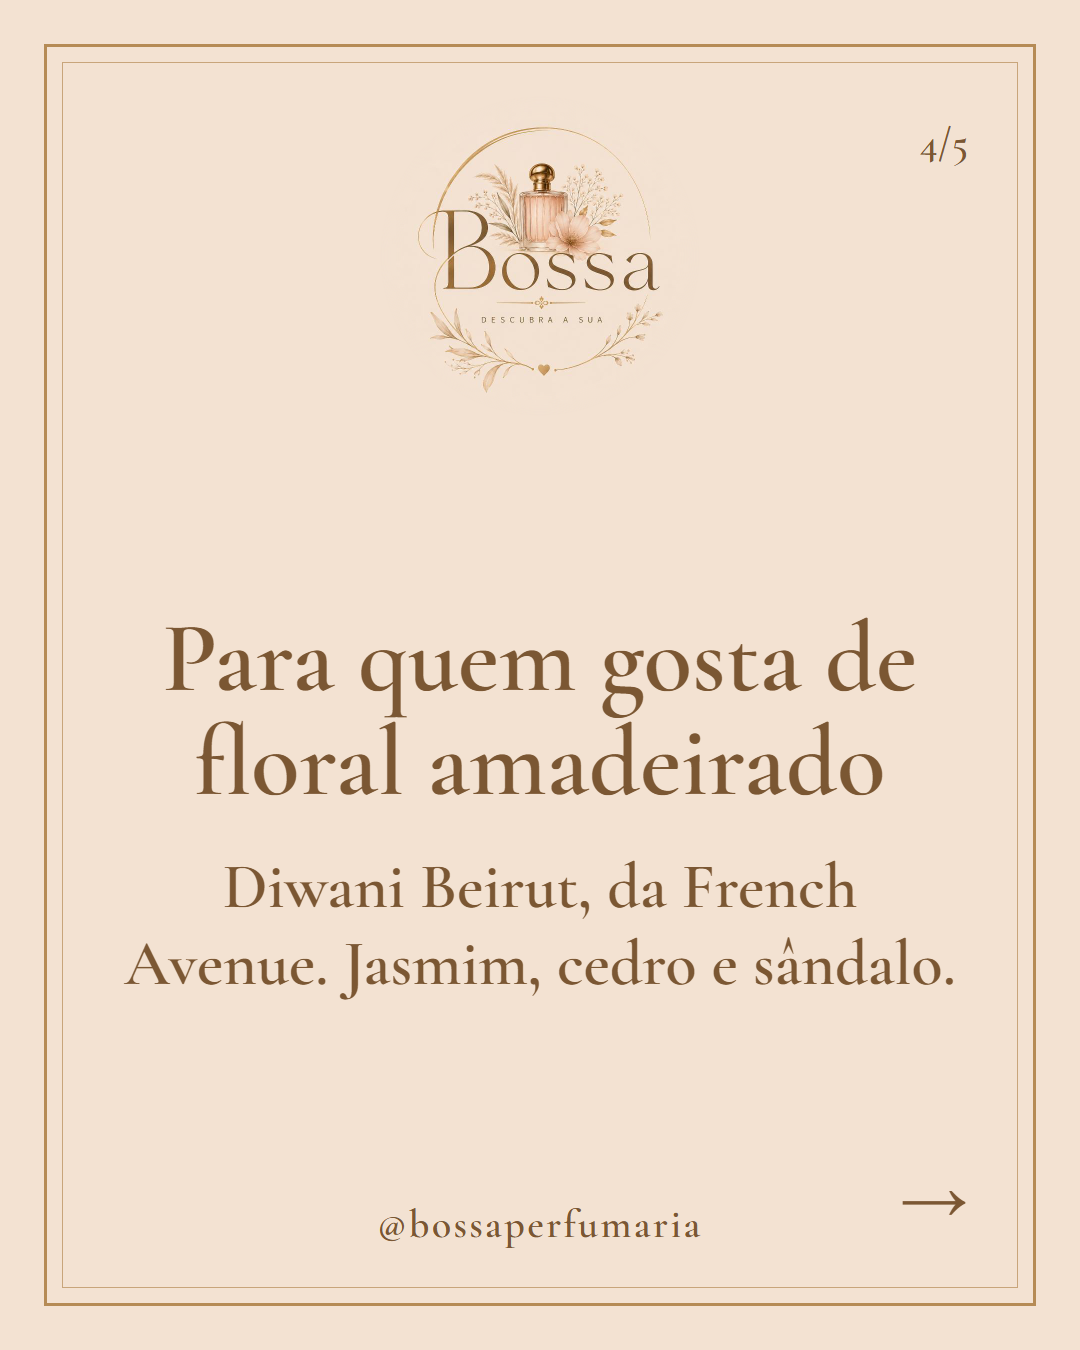 4/5
Bossa
DESCUBRA A SUA
Para quem gosta de
floral amadeirado
Diwani Beirut, da French
Avenue. Jasmim, cedro e sândalo.
→
@bossaperfumaria